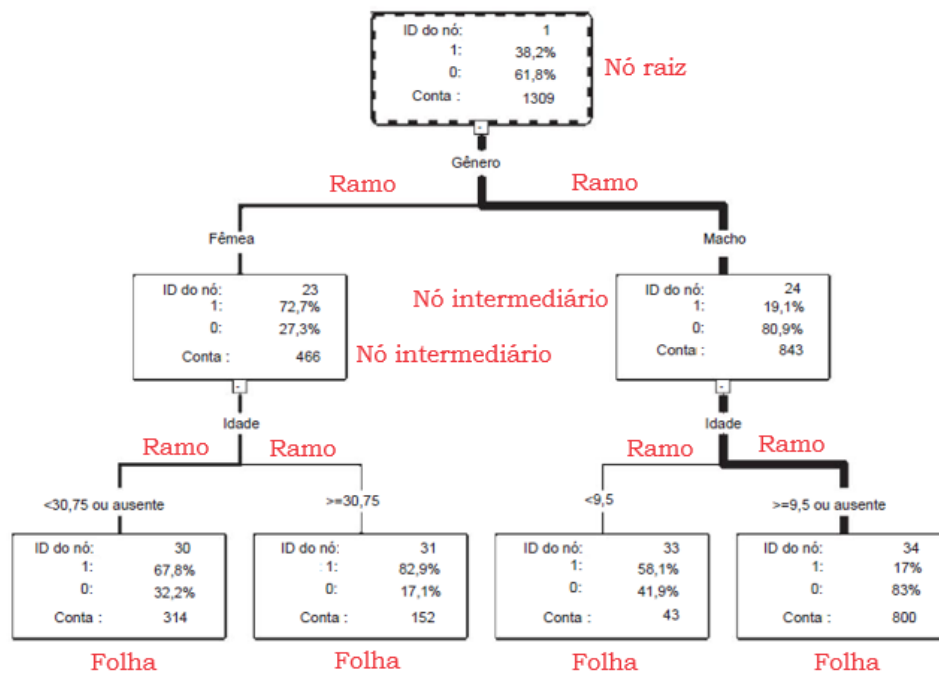 ID do nó: 1
1: 38,2%
0: 61,8%
Conta : 1309
Nó raiz
-
Gênero
Ramo Ramo
Fêmea Macho
ID do nó: 23
1: 72,7%
0: 27,3%
Conta : 466
Nó intermediário
Nó intermediário
ID do nó: 24
1: 19,1%
0: 80,9%
Conta : 843
- -
Idade Idade
Ramo Ramo Ramo Ramo
<30,75 ou ausente >=30,75 <9,5 >=9,5 ou ausente
ID do nó: 30
1: 67,8%
0: 32,2%
Conta : 314
Folha
ID do nó: 31
1: 82,9%
0: 17,1%
Conta : 152
Folha
ID do nó: 33
1: 58,1%
0: 41,9%
Conta : 43
Folha
ID do nó: 34
1: 17%
0: 83%
Conta : 800
Folha